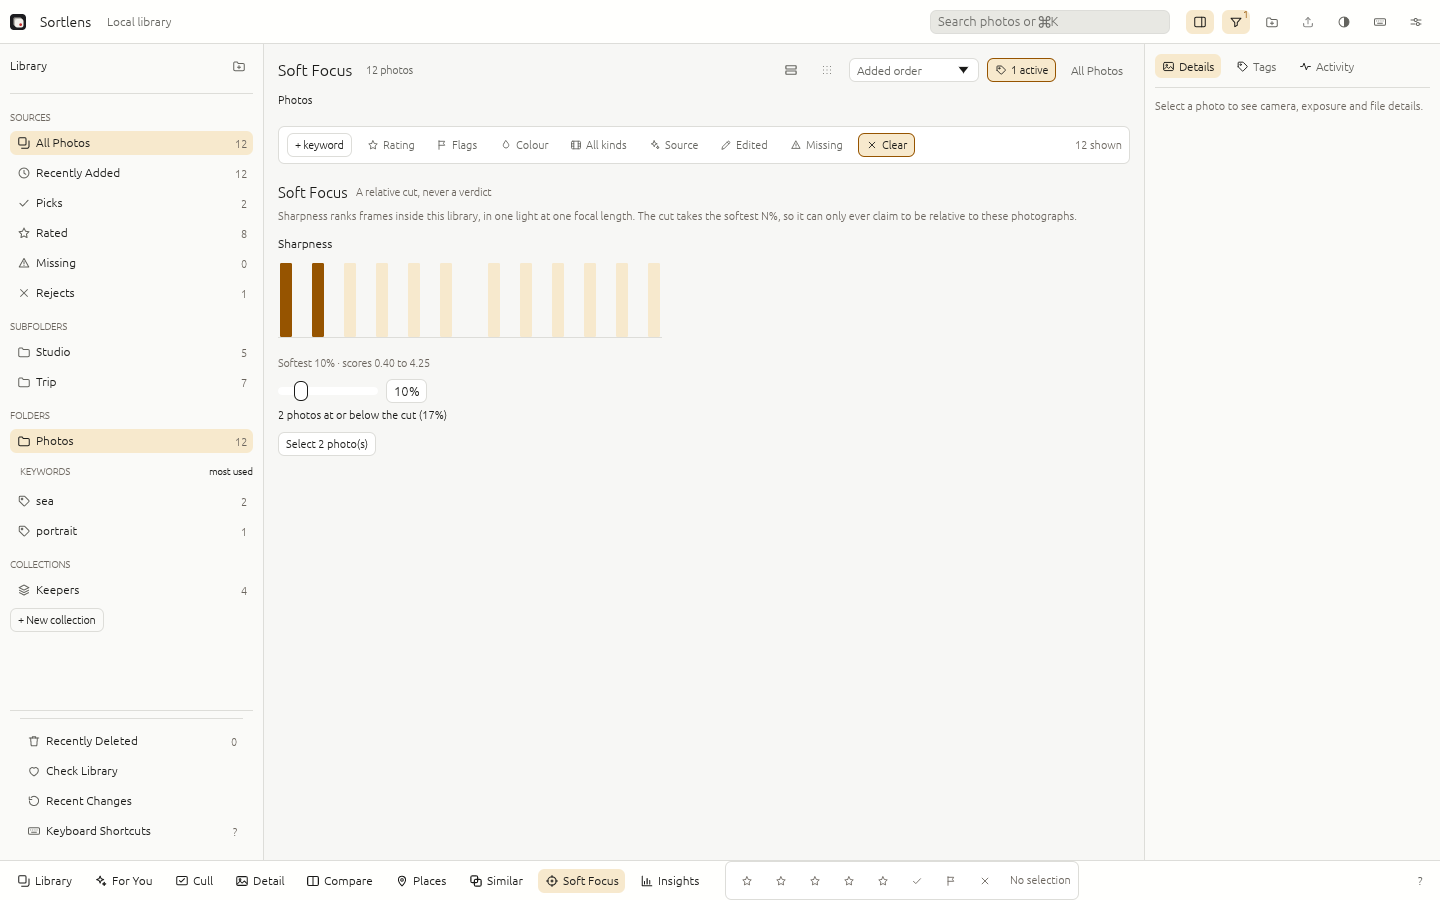 Sortlens Local library Search photos or ⌘K 1
Library
SOURCES
All Photos 12
Recently Added 12
Picks 2
Rated 8
Missing 0
Rejects 1
SUBFOLDERS
Studio 5
Trip 7
FOLDERS
Photos 12
KEYWORDS most used
sea 2
portrait 1
COLLECTIONS
Keepers 4
+ New collection
Recently Deleted 0
Check Library
Recent Changes
Keyboard Shortcuts ?
Soft Focus 12 photos Added order 1 active All Photos
Photos
+ keyword Rating Flags Colour All kinds Source Edited Missing Clear 12 shown
Soft Focus A relative cut, never a verdict
Sharpness ranks frames inside this library, in one light at one focal length. The cut takes the softest N%, so it can only ever claim to be relative to these photographs.
Sharpness
Softest 10% · scores 0.40 to 4.25
10%
2 photos at or below the cut (17%)
Select 2 photo(s)
Details Tags Activity
Select a photo to see camera, exposure and file details.
Library For You Cull Detail Compare Places Similar Soft Focus Insights No selection ?